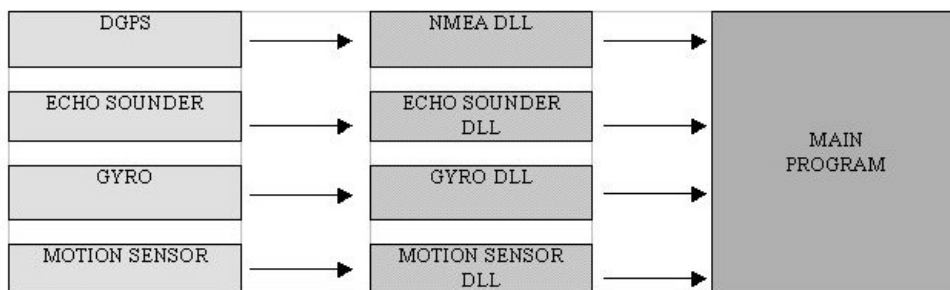 DGPS
NMEA DLL
ECHO SOUNDER
ECHO SOUNDER
DLL
MAIN
PROGRAM
GYRO
GYRO DLL
MOTION SENSOR
MOTION SENSOR
DLL